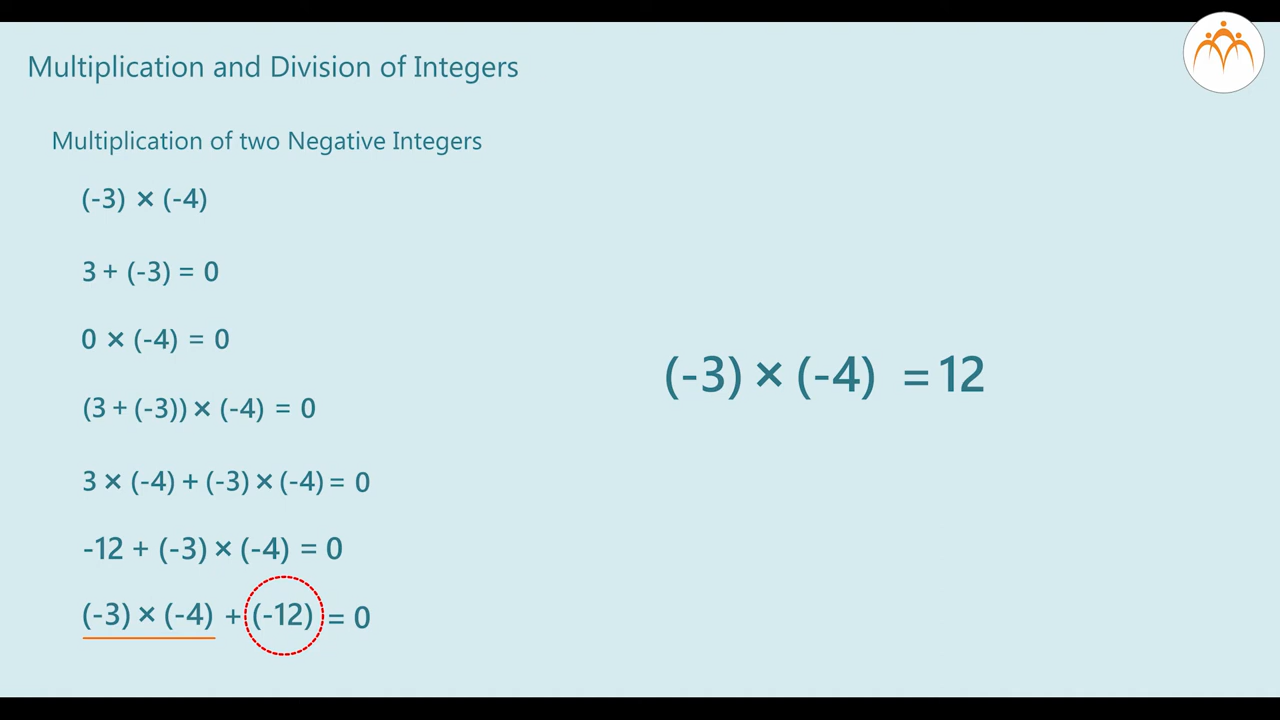 Multiplication and Division of Integers
Multiplication of two Negative Integers
(-3) × (-4)
3 + (-3) = 0
0 × (-4) = 0
(3 + (-3)) × (-4) = 0
3 × (-4) + (-3) × (-4) = 0
-12 + (-3) × (-4) = 0
(-3) × (-4) + (-12) = 0
(-3) × (-4) = 12